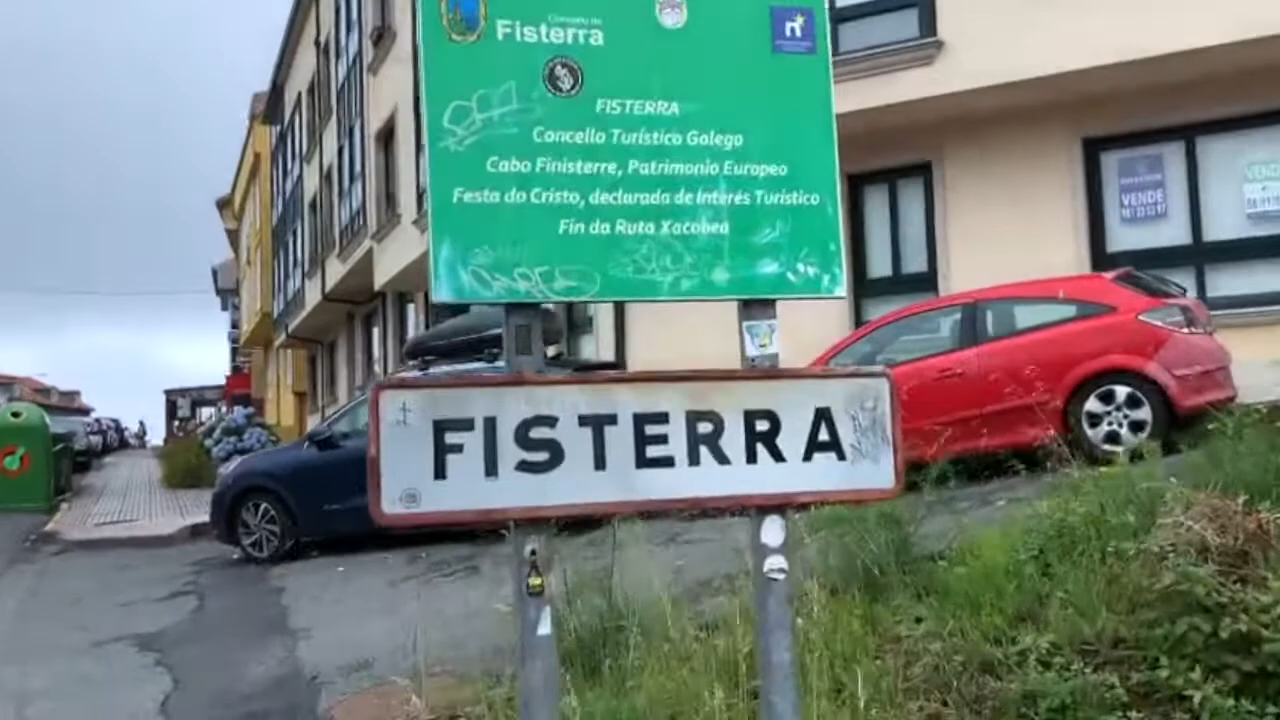 Concello de
Fisterra
FISTERRA
Concello Turístico Galego
Cabo Finisterre, Patrimonio Europeo
Festa do Cristo, declarada de Interés Turístico
Fin da Ruta Xacobea
VENDE
VENDE
FISTERRA